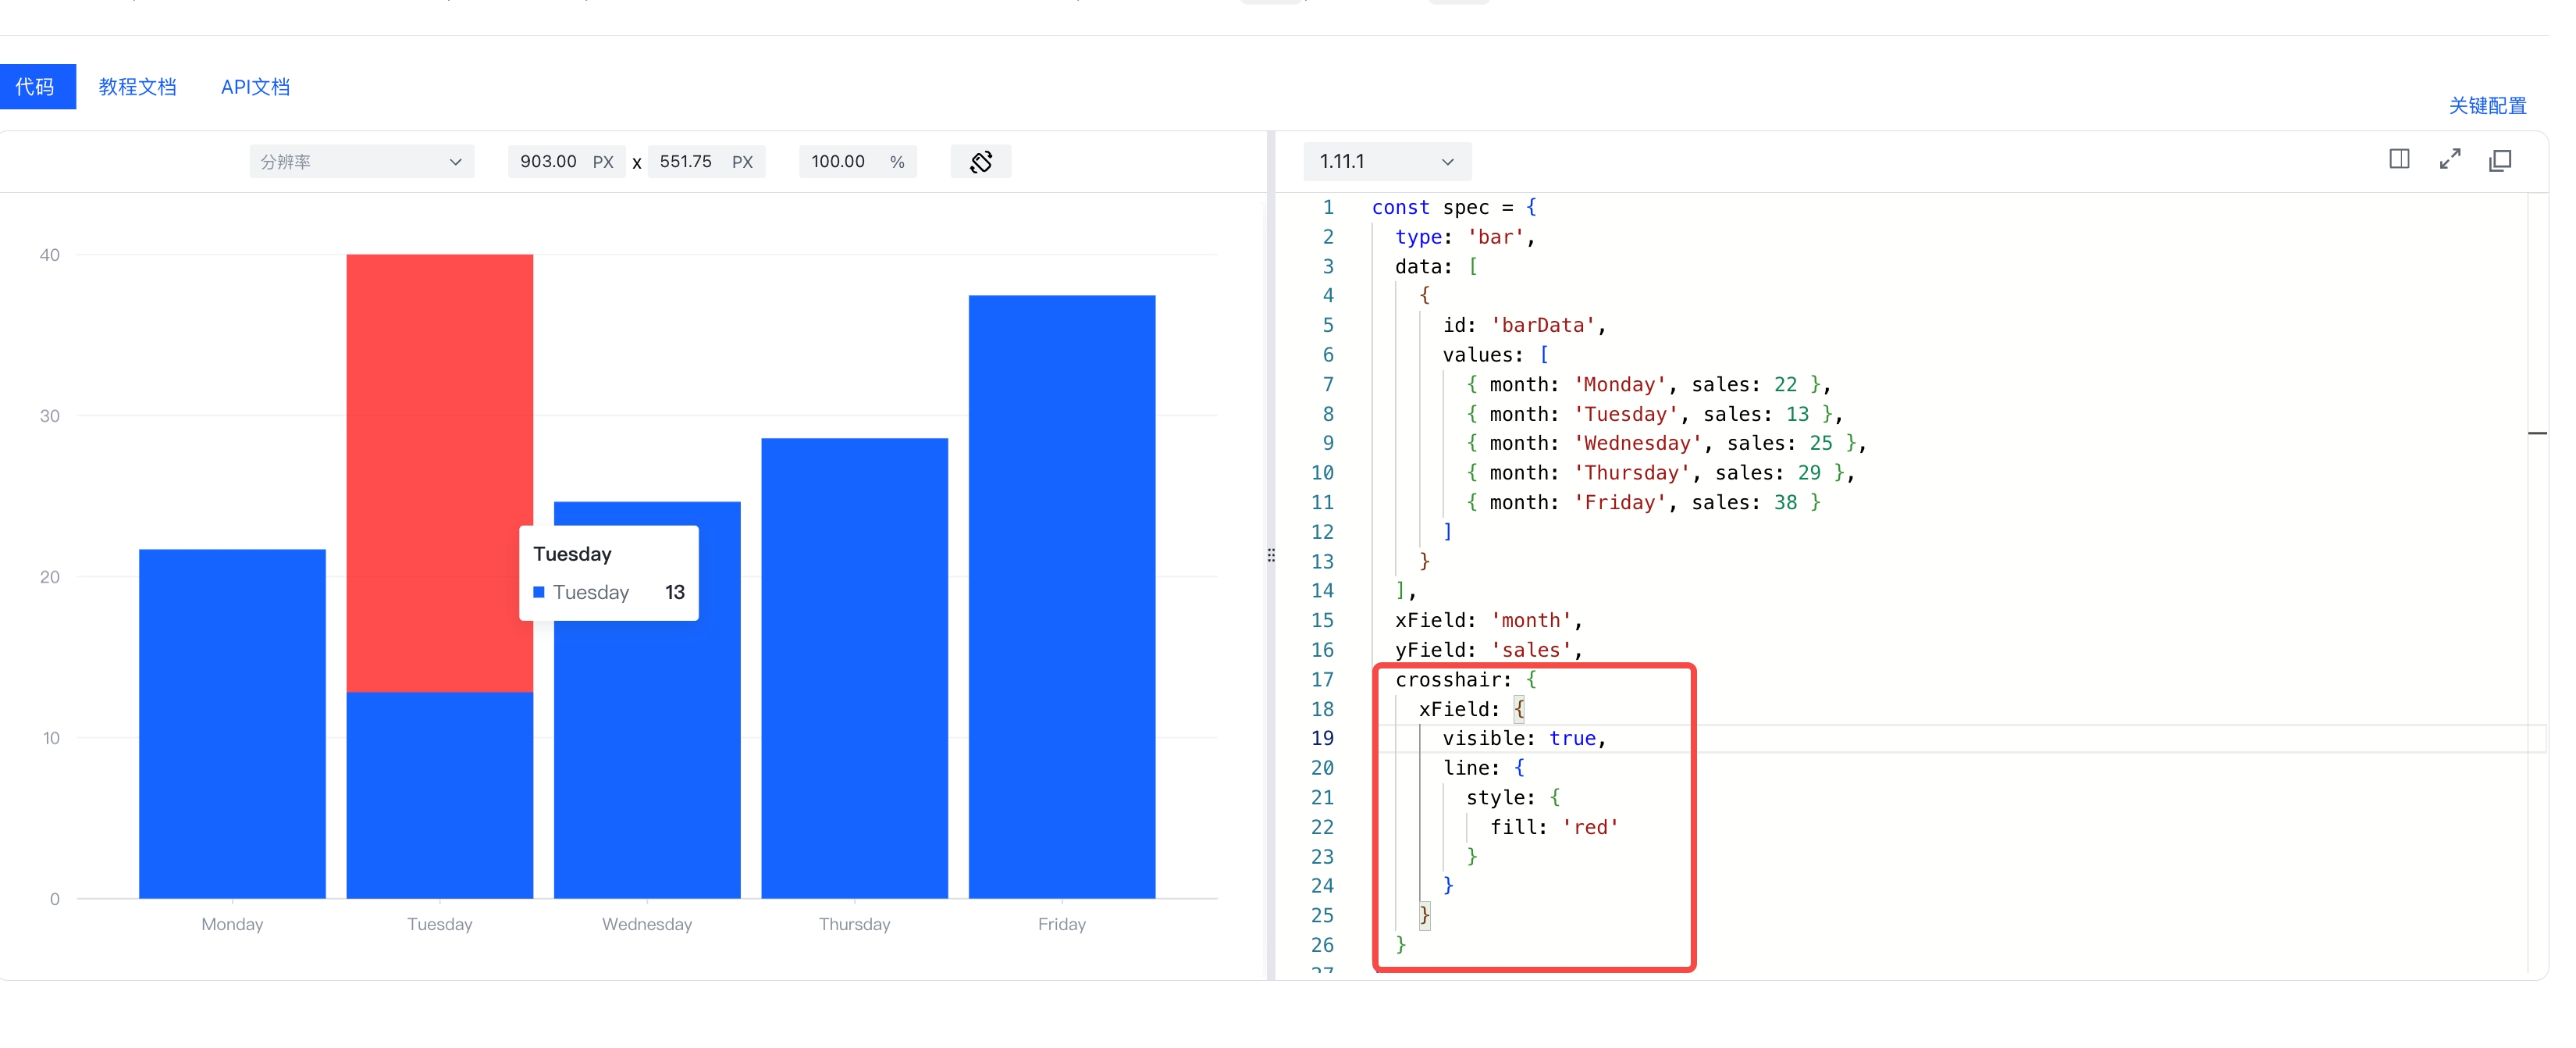 代码 教程文档 API文档
关键配置
分辨率 903.00 PX x 551.75 PX 100.00 %
40
30
20
10
0
Monday Tuesday Wednesday Thursday Friday
Tuesday
Tuesday 13
1.11.1
1 const spec = {
2 type: 'bar',
3 data: [
4 {
5 id: 'barData',
6 values: [
7 { month: 'Monday', sales: 22 },
8 { month: 'Tuesday', sales: 13 },
9 { month: 'Wednesday', sales: 25 },
10 { month: 'Thursday', sales: 29 },
11 { month: 'Friday', sales: 38 }
12 ]
13 }
14 ],
15 xField: 'month',
16 yField: 'sales',
17 crosshair: {
18 xField: {
19 visible: true,
20 line: {
21 style: {
22 fill: 'red'
23 }
24 }
25 }
26 }
27